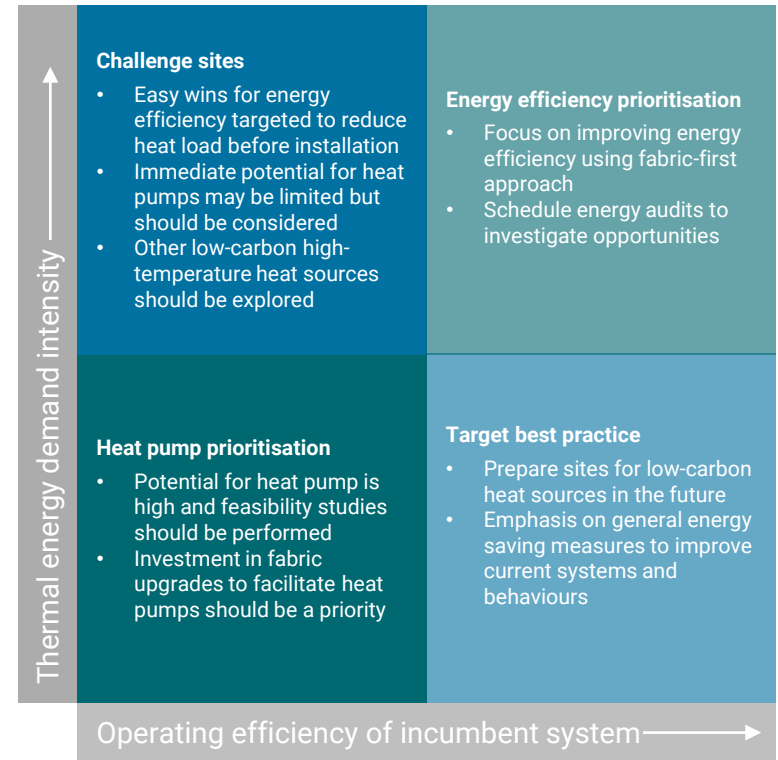 Thermal energy demand intensity
Challenge sites
• Easy wins for energy
efficiency targeted to reduce
heat load before installation
• Immediate potential for heat
pumps may be limited but
should be considered
• Other low-carbon high-
temperature heat sources
should be explored
Energy efficiency prioritisation
• Focus on improving energy
efficiency using fabric-first
approach
• Schedule energy audits to
investigate opportunities
Heat pump prioritisation
• Potential for heat pump is
high and feasibility studies
should be performed
• Investment in fabric
upgrades to facilitate heat
pumps should be a priority
Target best practice
• Prepare sites for low-carbon
heat sources in the future
• Emphasis on general energy
saving measures to improve
current systems and
behaviours
Operating efficiency of incumbent system